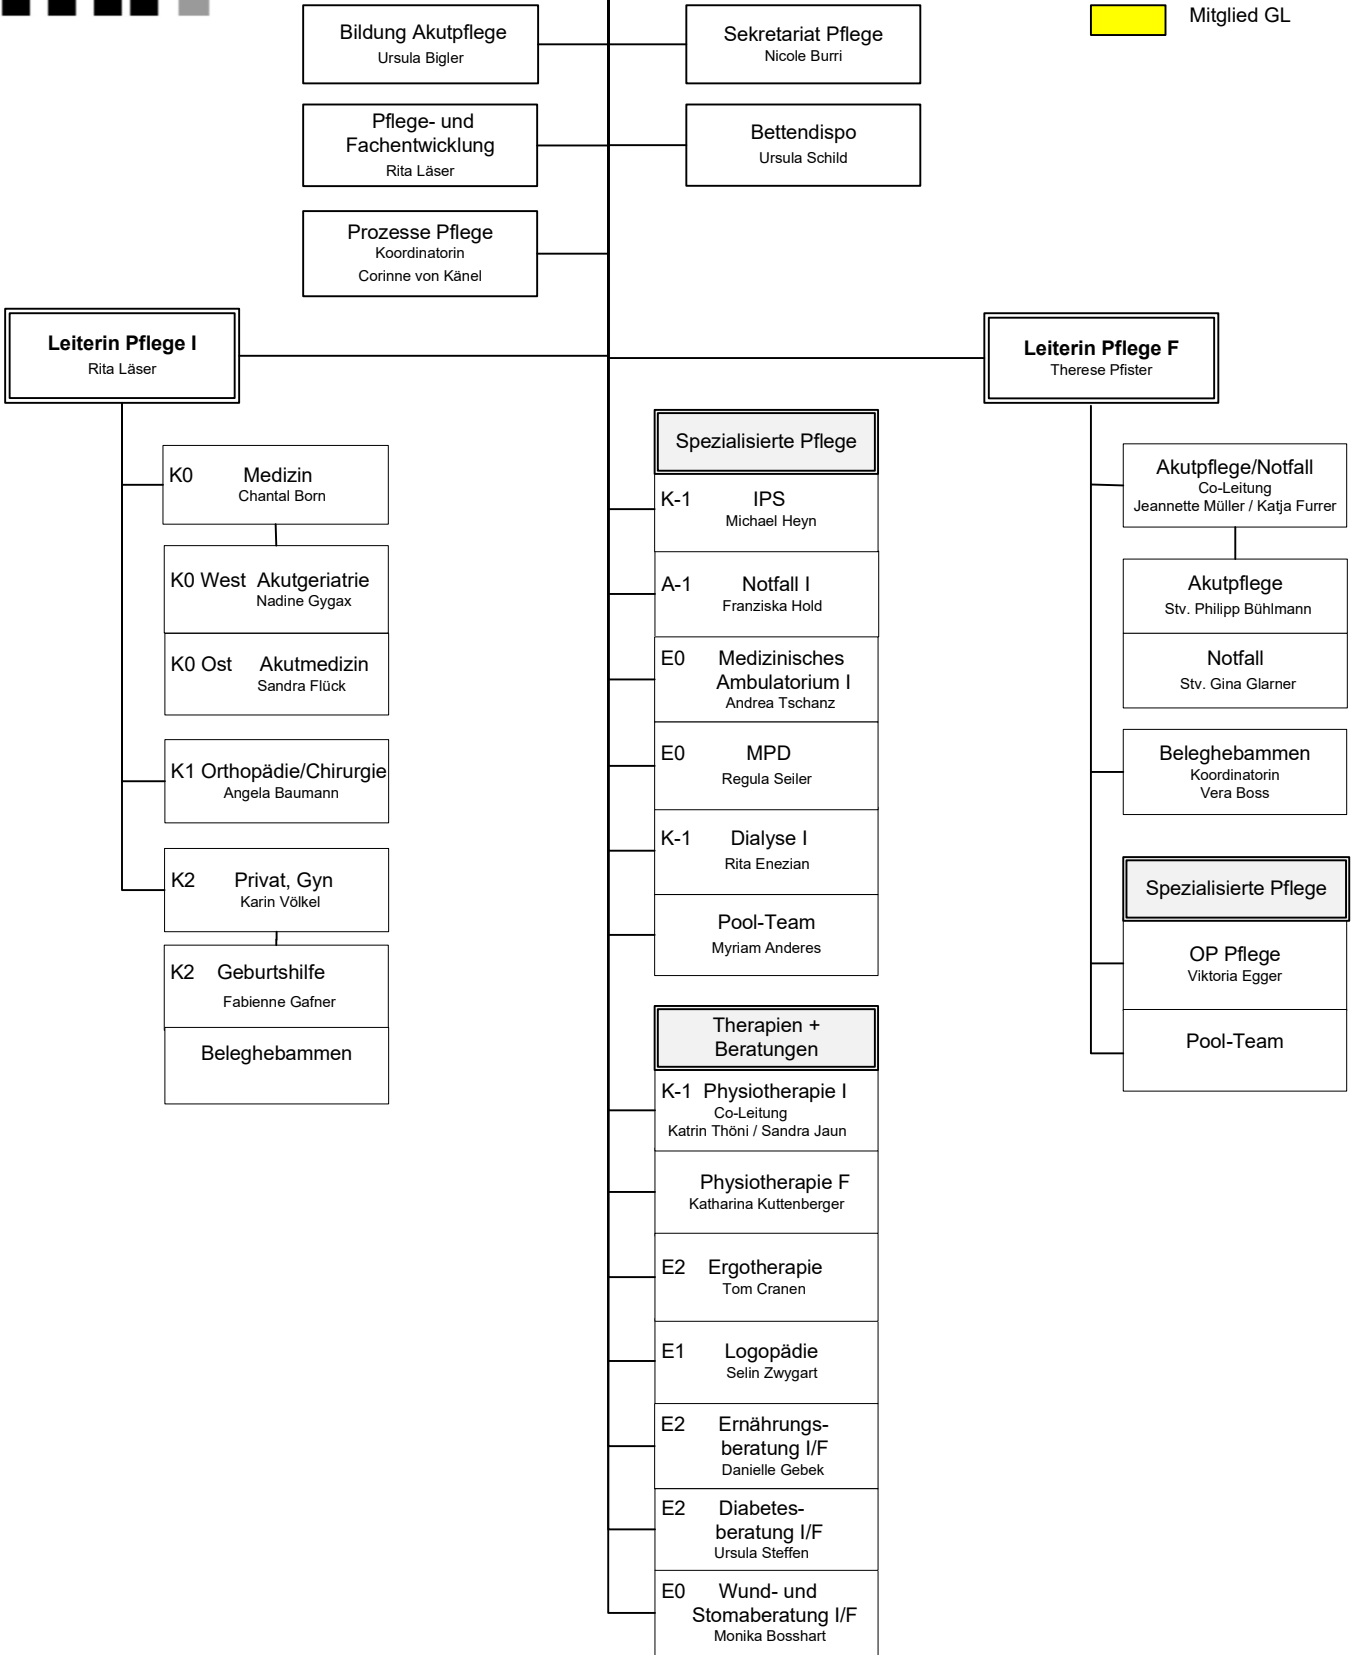 Mitglied GL
Bildung Akutpflege
Ursula Bigler
Sekretariat Pflege
Nicole Burri
Pflege- und
Fachentwicklung
Rita Läser
Bettendispo
Ursula Schild
Prozesse Pflege
Koordinatorin
Corinne von Känel
Leiterin Pflege I
Rita Läser
Leiterin Pflege F
Therese Pfister
K0 Medizin
Chantal Born
K0 West Akutgeriatrie
Nadine Gygax
K0 Ost Akutmedizin
Sandra Flück
K1 Orthopädie/Chirurgie
Angela Baumann
K2 Privat, Gyn
Karin Völkel
K2 Geburtshilfe
Fabienne Gafner
Beleghebammen
Spezialisierte Pflege
K-1 IPS
Michael Heyn
A-1 Notfall I
Franziska Hold
E0 Medizinisches
Ambulatorium I
Andrea Tschanz
E0 MPD
Regula Seiler
K-1 Dialyse I
Rita Enezian
Pool-Team
Myriam Anderes
Therapien +
Beratungen
K-1 Physiotherapie I
Co-Leitung
Katrin Thöni / Sandra Jaun
Physiotherapie F
Katharina Kuttenberger
E2 Ergotherapie
Tom Cranen
E1 Logopädie
Selin Zwygart
E2 Ernährungs-
beratung I/F
Danielle Gebek
E2 Diabetes-
beratung I/F
Ursula Steffen
E0 Wund- und
Stomaberatung I/F
Monika Bosshart
Akutpflege/Notfall
Co-Leitung
Jeannette Müller / Katja Furrer
Akutpflege
Stv. Philipp Bühlmann
Notfall
Stv. Gina Glarner
Beleghebammen
Koordinatorin
Vera Boss
Spezialisierte Pflege
OP Pflege
Viktoria Egger
Pool-Team